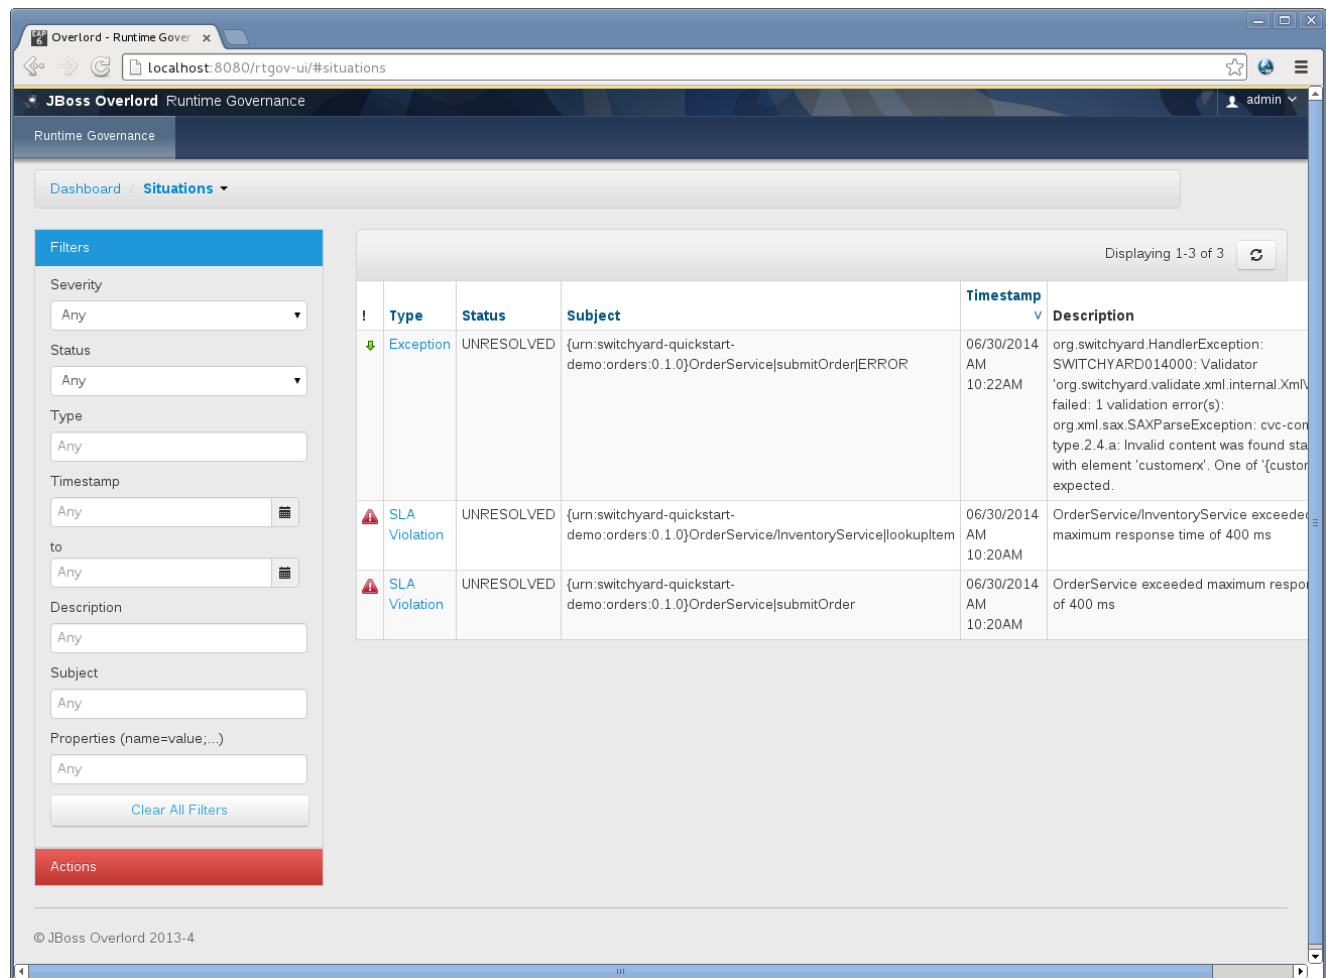 EAP 6 Overlord - Runtime Gover x
localhost:8080/rtgov-ui/#situations
JBoss Overlord Runtime Governance admin
Runtime Governance
Dashboard / Situations
Filters
Displaying 1-3 of 3
Severity
Any
Status
Any
Type
Any
Timestamp
Any
to
Any
Description
Any
Subject
Any
Properties (name=value;...)
Any
Clear All Filters
Actions
! Type Status Subject Timestamp v Description
Exception UNRESOLVED {urn:switchyard-quickstart-
demo:orders:0.1.0}OrderService|submitOrder|ERROR
06/30/2014
AM
10:22AM
org.switchyard.HandlerException:
SWITCHYARD014000: Validator
'org.switchyard.validate.xml.internal.Xml
failed: 1 validation error(s):
org.xml.sax.SAXParseException: cvc-com
type.2.4.a: Invalid content was found sta
with element 'customerx'. One of '{custor
expected.
SLA
Violation
UNRESOLVED
{urn:switchyard-quickstart-
demo:orders:0.1.0}OrderService/InventoryService|lookupItem
06/30/2014
AM
10:20AM
OrderService/InventoryService exceeded
maximum response time of 400 ms
SLA
Violation
UNRESOLVED
{urn:switchyard-quickstart-
demo:orders:0.1.0}OrderService|submitOrder
06/30/2014
AM
10:20AM
OrderService exceeded maximum respo
of 400 ms
© JBoss Overlord 2013-4